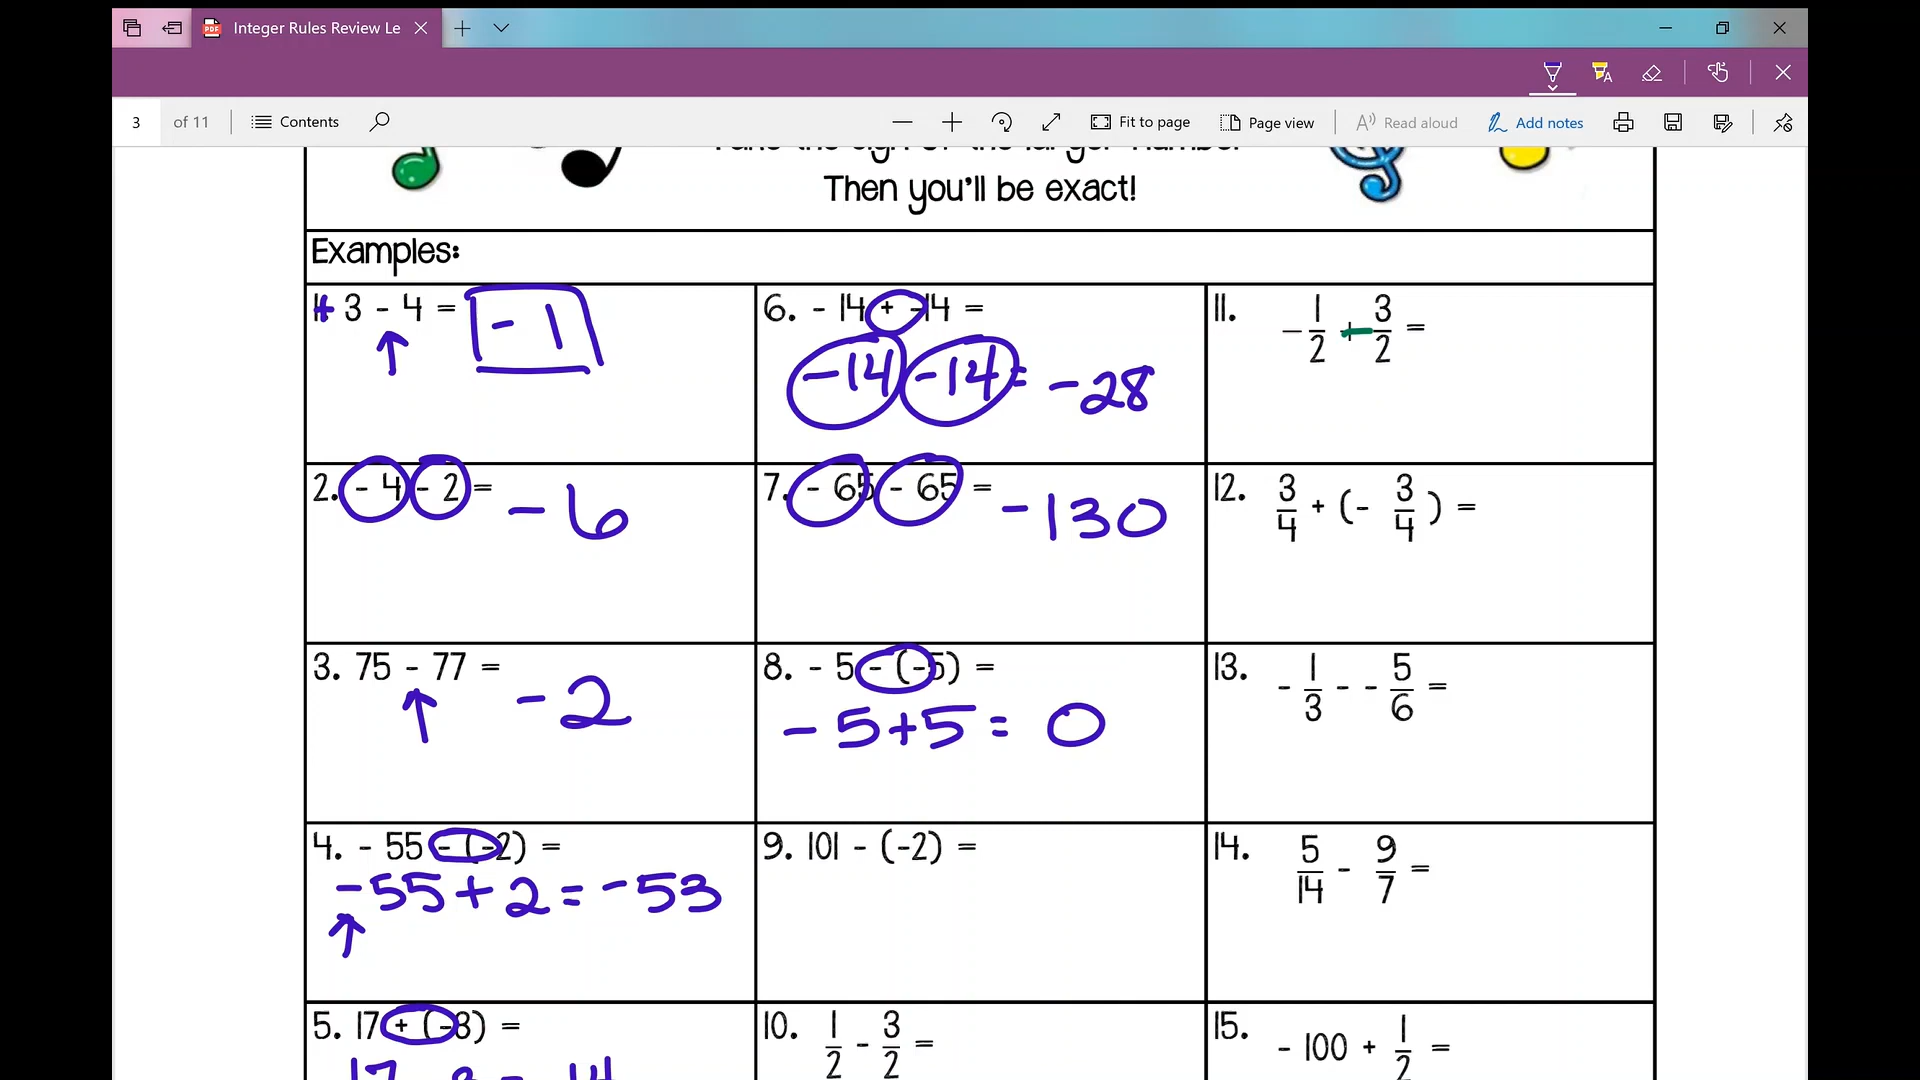 Integer Rules Review Le
3 of 11 Contents Fit to page Page view Read aloud Add notes
Then you'll be exact!
Examples:
3 - 4 = - 1
2. - 4 - 2 = - 6
3. 75 - 77 = - 2
4. - 55 - (-2) =
-55 + 2 = -53
5. 17 + (-3) =
17 - 3 = 14
6. - 14 + -14 =
-14 -14 = -28
7. - 65 - 65 = -130
8. - 5 - (-5) =
- 5 + 5 = 0
9. 101 - (-2) =
10. 1/2 - 3/2 =
11. - 1/2 + 3/2 =
12. 3/4 + (- 3/4) =
13. - 1/3 - - 5/6 =
14. 5/14 - 9/7 =
15. - 100 + 1/2 =